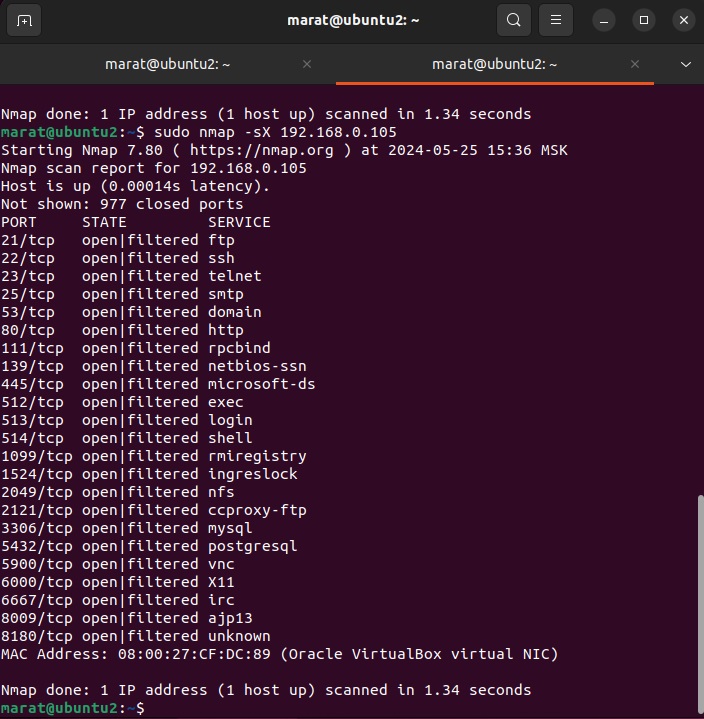 marat@ubuntu2: ~
marat@ubuntu2: ~
marat@ubuntu2: ~
Nmap done: 1 IP address (1 host up) scanned in 1.34 seconds
marat@ubuntu2:~$ sudo nmap -sX 192.168.0.105
Starting Nmap 7.80 ( https://nmap.org ) at 2024-05-25 15:36 MSK
Nmap scan report for 192.168.0.105
Host is up (0.00014s latency).
Not shown: 977 closed ports
PORT     STATE         SERVICE
21/tcp   open|filtered ftp
22/tcp   open|filtered ssh
23/tcp   open|filtered telnet
25/tcp   open|filtered smtp
53/tcp   open|filtered domain
80/tcp   open|filtered http
111/tcp  open|filtered rpcbind
139/tcp  open|filtered netbios-ssn
445/tcp  open|filtered microsoft-ds
512/tcp  open|filtered exec
513/tcp  open|filtered login
514/tcp  open|filtered shell
1099/tcp open|filtered rmiregistry
1524/tcp open|filtered ingreslock
2049/tcp open|filtered nfs
2121/tcp open|filtered ccproxy-ftp
3306/tcp open|filtered mysql
5432/tcp open|filtered postgresql
5900/tcp open|filtered vnc
6000/tcp open|filtered X11
6667/tcp open|filtered irc
8009/tcp open|filtered ajp13
8180/tcp open|filtered unknown
MAC Address: 08:00:27:CF:DC:89 (Oracle VirtualBox virtual NIC)
Nmap done: 1 IP address (1 host up) scanned in 1.34 seconds
marat@ubuntu2:~$